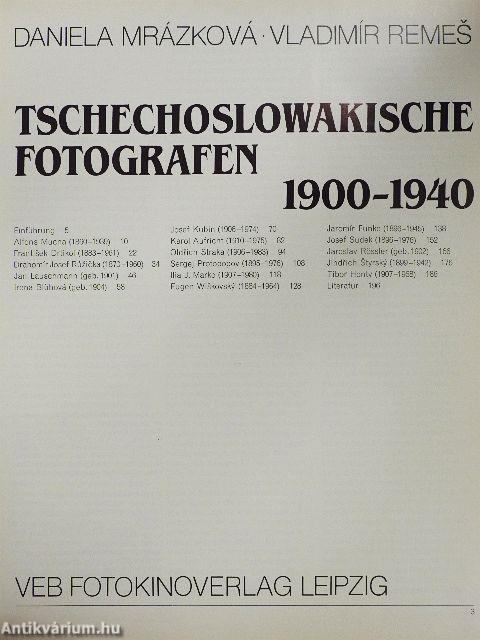 DANIELA MRÁZKOVÁ · VLADIMÍR REMEŠ
TSCHECHOSLOWAKISCHE
FOTOGRAFEN
1900–1940
Einführung 5
Alfons Mucha (1860–1939) 10
František Drtikol (1883–1961) 22
Drahomír Josef Růžička (1870–1960) 34
Jan Lauschmann (geb. 1901) 46
Irena Blühová (geb. 1904) 58
Josef Kubín (1906–1974) 70
Karol Aufricht (1910–1975) 82
Oldřich Straka (1906–1983) 94
Sergej Protopopov (1895–1976) 108
Ilja J. Marko (1907–1980) 118
Eugen Wiškovský (1884–1964) 128
Jaromír Funke (1896–1945) 138
Josef Sudek (1896–1976) 152
Jaroslav Rössler (geb. 1902) 166
Jindřich Štyrský (1899–1942) 176
Tibor Honty (1907–1968) 186
Literatur 196
VEB FOTOKINOVERLAG LEIPZIG
3
Antikvárium.hu